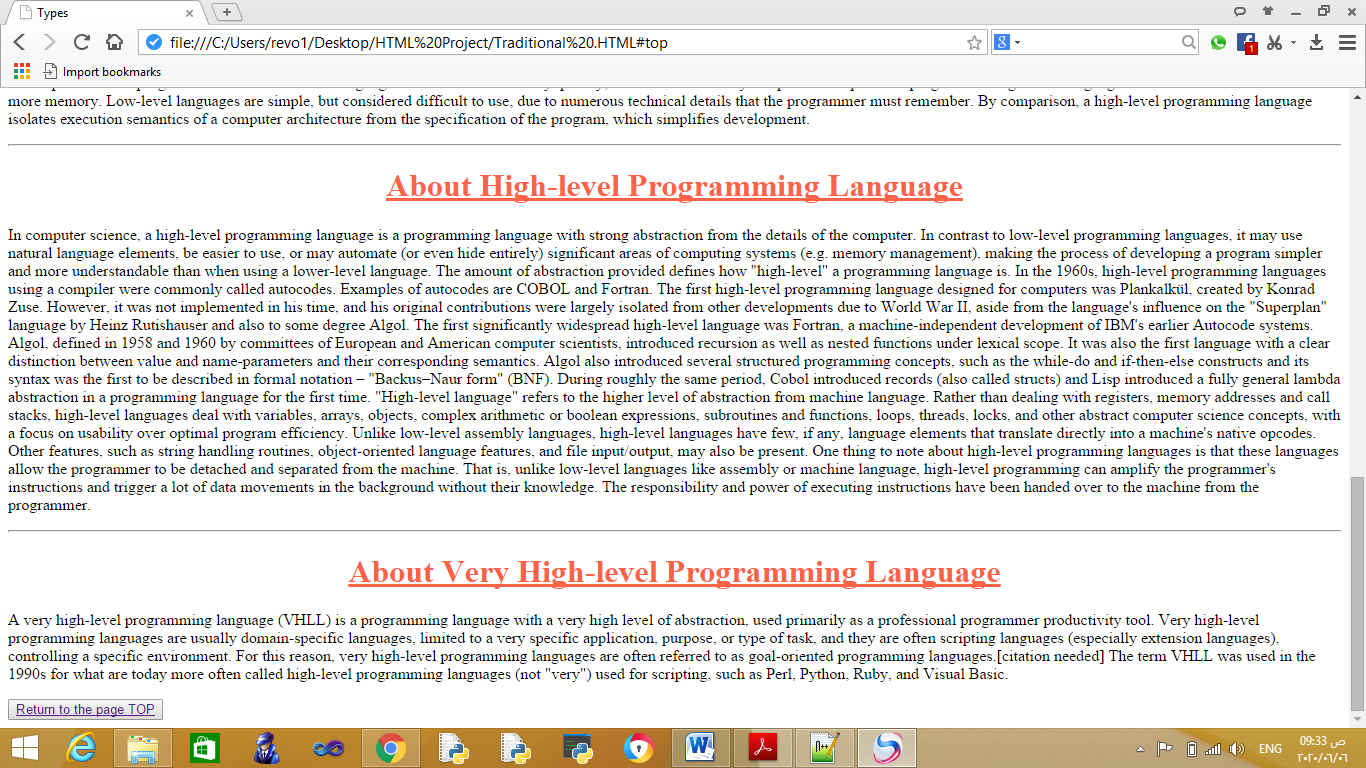 Types
file:///C:/Users/revo1/Desktop/HTML%20Project/Traditional%20.HTML#top
8
1
Import bookmarks
more memory. Low-level languages are simple, but considered difficult to use, due to numerous technical details that the programmer must remember. By comparison, a high-level programming language
isolates execution semantics of a computer architecture from the specification of the program, which simplifies development.
About High-level Programming Language
In computer science, a high-level programming language is a programming language with strong abstraction from the details of the computer. In contrast to low-level programming languages, it may use
natural language elements, be easier to use, or may automate (or even hide entirely) significant areas of computing systems (e.g. memory management), making the process of developing a program simpler
and more understandable than when using a lower-level language. The amount of abstraction provided defines how "high-level" a programming language is. In the 1960s, high-level programming languages
using a compiler were commonly called autocodes. Examples of autocodes are COBOL and Fortran. The first high-level programming language designed for computers was Plankalkül, created by Konrad
Zuse. However, it was not implemented in his time, and his original contributions were largely isolated from other developments due to World War II, aside from the language's influence on the "Superplan"
language by Heinz Rutishauser and also to some degree Algol. The first significantly widespread high-level language was Fortran, a machine-independent development of IBM's earlier Autocode systems.
Algol, defined in 1958 and 1960 by committees of European and American computer scientists, introduced recursion as well as nested functions under lexical scope. It was also the first language with a clear
distinction between value and name-parameters and their corresponding semantics. Algol also introduced several structured programming concepts, such as the while-do and if-then-else constructs and its
syntax was the first to be described in formal notation – "Backus–Naur form" (BNF). During roughly the same period, Cobol introduced records (also called structs) and Lisp introduced a fully general lambda
abstraction in a programming language for the first time. "High-level language" refers to the higher level of abstraction from machine language. Rather than dealing with registers, memory addresses and call
stacks, high-level languages deal with variables, arrays, objects, complex arithmetic or boolean expressions, subroutines and functions, loops, threads, locks, and other abstract computer science concepts, with
a focus on usability over optimal program efficiency. Unlike low-level assembly languages, high-level languages have few, if any, language elements that translate directly into a machine's native opcodes.
Other features, such as string handling routines, object-oriented language features, and file input/output, may also be present. One thing to note about high-level programming languages is that these languages
allow the programmer to be detached and separated from the machine. That is, unlike low-level languages like assembly or machine language, high-level programming can amplify the programmer's
instructions and trigger a lot of data movements in the background without their knowledge. The responsibility and power of executing instructions have been handed over to the machine from the
programmer.
About Very High-level Programming Language
A very high-level programming language (VHLL) is a programming language with a very high level of abstraction, used primarily as a professional programmer productivity tool. Very high-level
programming languages are usually domain-specific languages, limited to a very specific application, purpose, or type of task, and they are often scripting languages (especially extension languages),
controlling a specific environment. For this reason, very high-level programming languages are often referred to as goal-oriented programming languages.[citation needed] The term VHLL was used in the
1990s for what are today more often called high-level programming languages (not "very") used for scripting, such as Perl, Python, Ruby, and Visual Basic.
Return to the page TOP
ENG
09:33 ص
٢٠٢٠/٠٦/٠٦